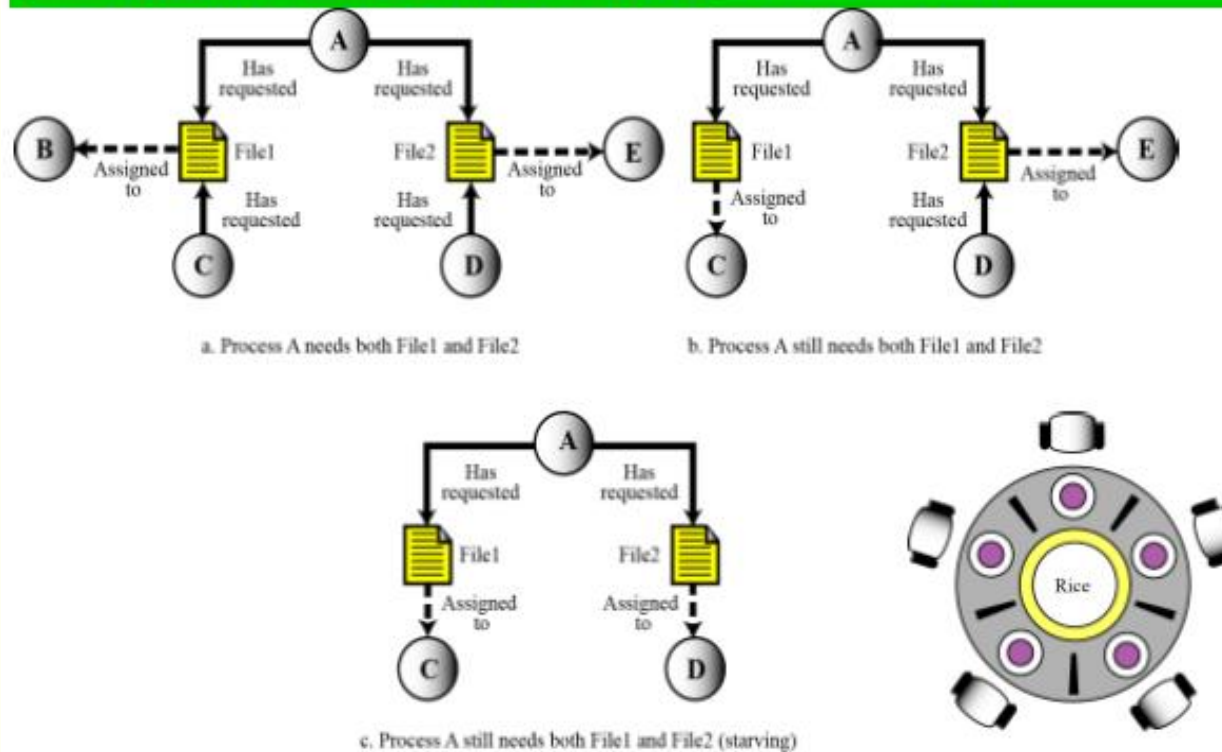 A
Has
requested
Has
requested
B
Assigned
to
File1
File2
Assigned
to
E
Has
requested
Has
requested
C
D
a. Process A needs both File1 and File2
A
Has
requested
Has
requested
File1
File2
Assigned
to
E
Assigned
to
Has
requested
C
D
b. Process A still needs both File1 and File2
A
Has
requested
Has
requested
File1
File2
Assigned
to
Assigned
to
C
D
c. Process A still needs both File1 and File2 (starving)
Rice